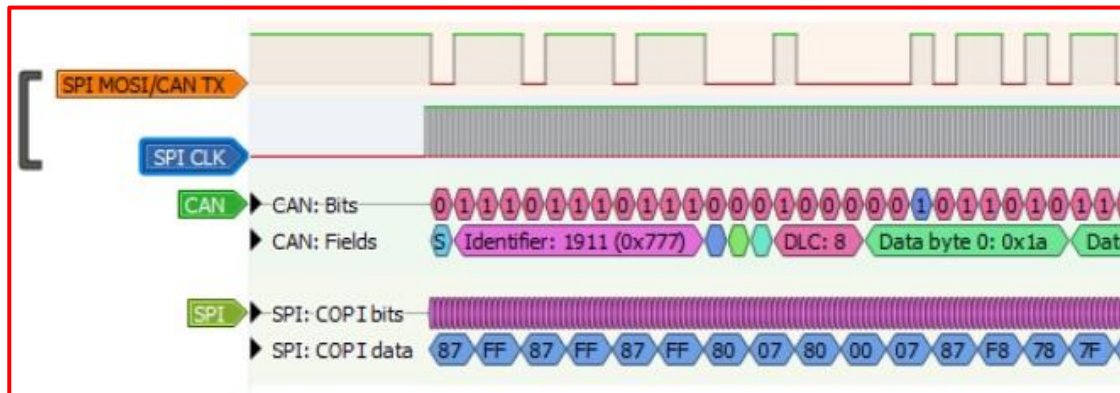 SPI MOSI/CAN TX
SPI CLK
CAN CAN: Bits 0 1 1 1 0 1 1 1 0 1 1 1 0 0 0 1 0 0 0 0 0 1 0 1 1 0 1 0 1 1
CAN: Fields S Identifier: 1911 (0x777) DLC: 8 Data byte 0: 0x1a Dat
SPI SPI: COPI bits
SPI: COPI data 87 FF 87 FF 87 FF 80 07 80 00 07 87 F8 78 7F